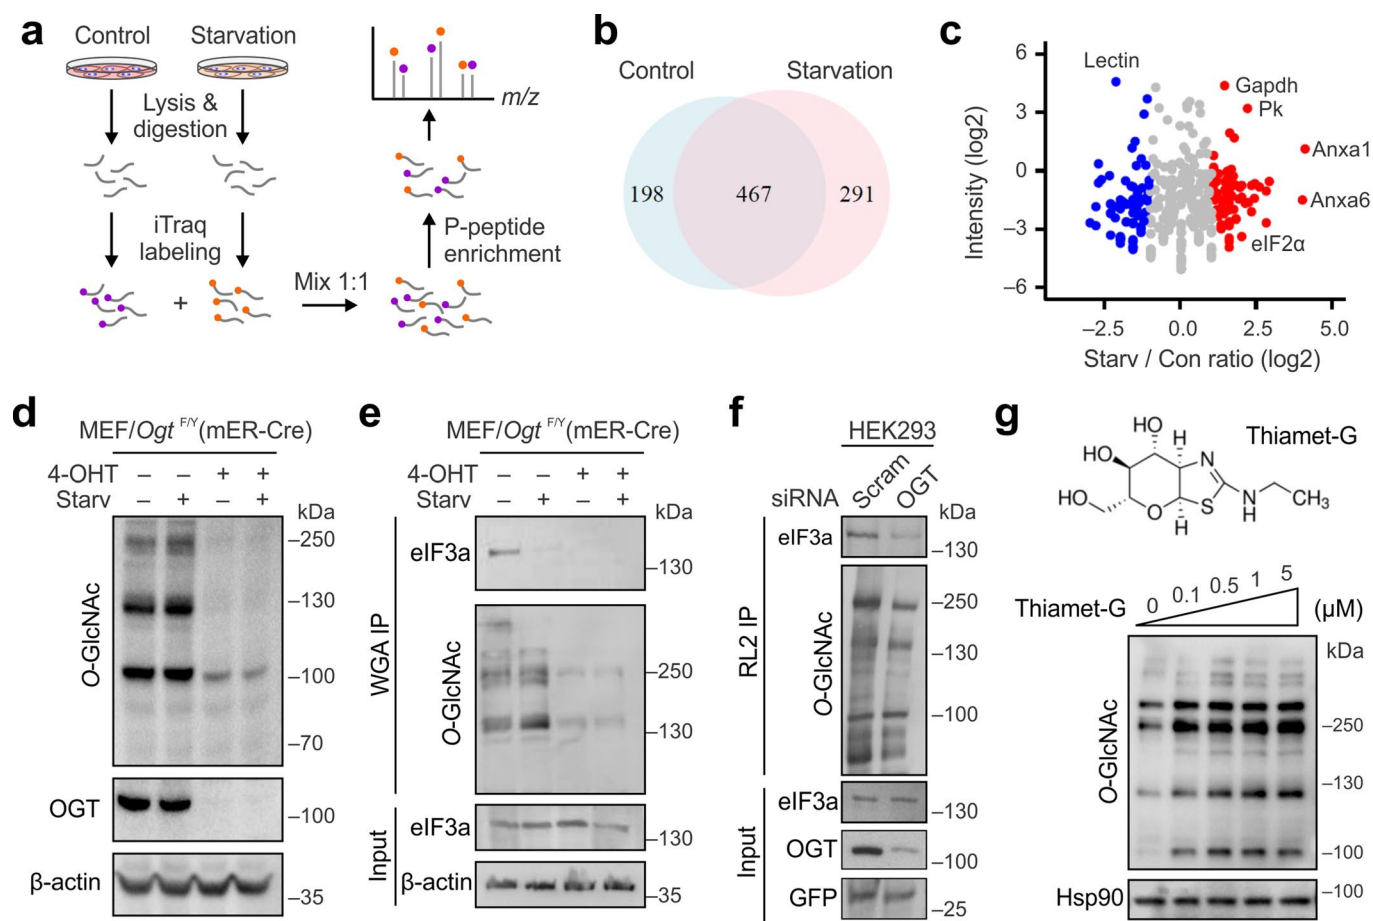 a
Control Starvation
Lysis &
digestion
iTraq
labeling
+
Mix 1:1
P-peptide
enrichment
m/z
b
Control Starvation
198 467 291
c
Intensity (log2)
6
3
0
–3
–6
–2.5 0.0 2.5 5.0
Starv / Con ratio (log2)
Lectin
Gapdh
Pk
Anxa1
Anxa6
eIF2α
d
MEF/Ogt F/Y (mER-Cre)
4-OHT – – + +
Starv – + – +
kDa
O-GlcNAc
–250
–130
–100
–70
OGT
–100
β-actin
–35
e
MEF/Ogt F/Y (mER-Cre)
4-OHT – – + +
Starv – + – +
kDa
WGA IP
eIF3a
–130
O-GlcNAc
–250
–130
Input
eIF3a
–130
β-actin
–35
f
HEK293
siRNA Scram OGT
kDa
RL2 IP
eIF3a
–130
O-GlcNAc
–250
–130
–100
Input
eIF3a
–130
OGT
–100
GFP
–25
g
Thiamet-G
HO
HO
HO
H
N
O
S
H
N
H
CH3
Thiamet-G 0 0.1 0.5 1 5 (μM)
kDa
O-GlcNAc
–250
–130
–100
Hsp90
–100